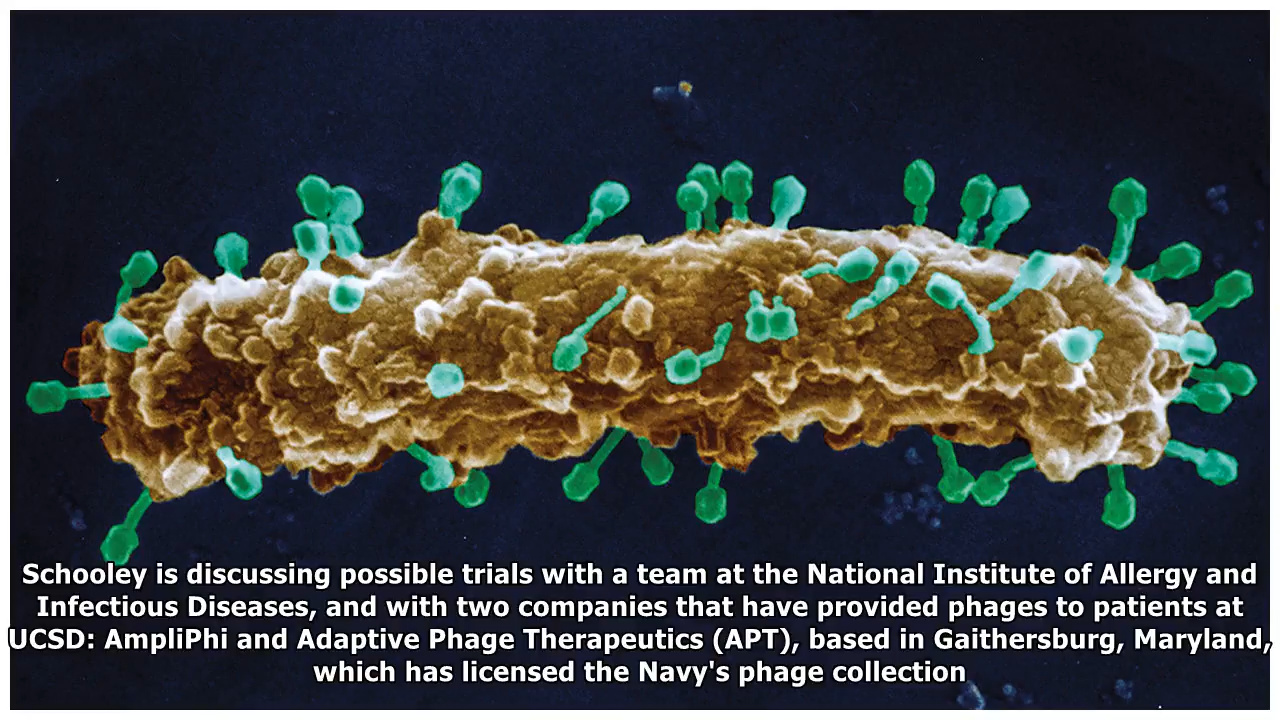 Schooley is discussing possible trials with a team at the National Institute of Allergy and
Infectious Diseases, and with two companies that have provided phages to patients at
UCSD: AmpliPhi and Adaptive Phage Therapeutics (APT), based in Gaithersburg, Maryland,
which has licensed the Navy's phage collection